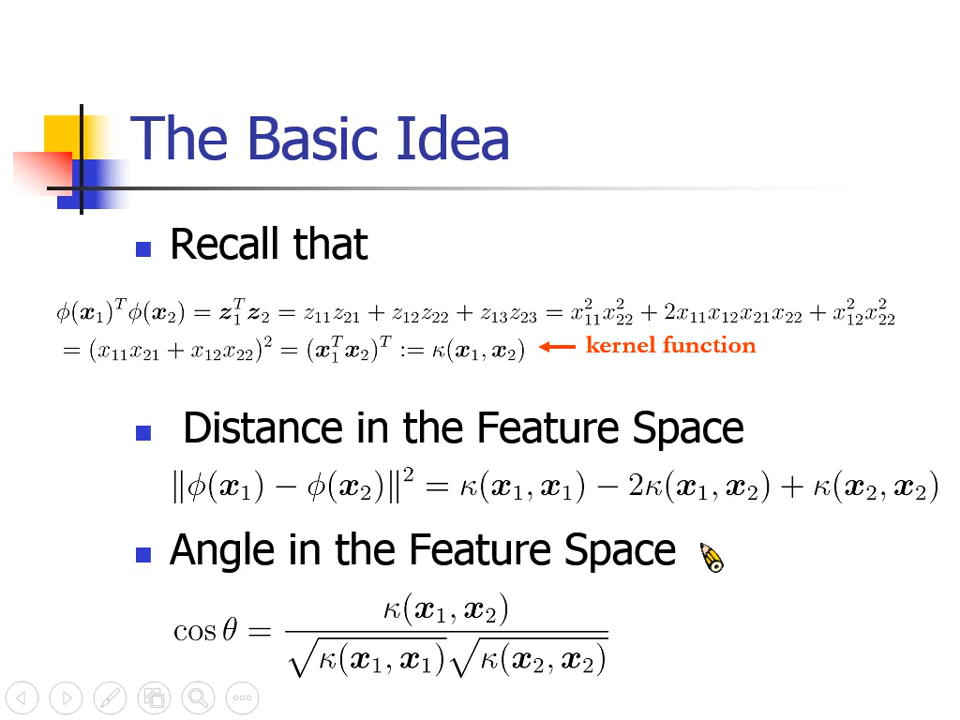 The Basic Idea
Recall that
ϕ(x₁)ᵀϕ(x₂) = z₁ᵀz₂ = z₁₁z₂₁ + z₁₂z₂₂ + z₁₃z₂₃ = x₁₁²x₂₂² + 2x₁₁x₁₂x₂₁x₂₂ + x₁₂²x₂₂²
= (x₁₁x₂₁ + x₁₂x₂₂)² = (x₁ᵀx₂)ᵀ := κ(x₁, x₂) ← kernel function
Distance in the Feature Space
‖ϕ(x₁) − ϕ(x₂)‖² = κ(x₁, x₁) − 2κ(x₁, x₂) + κ(x₂, x₂)
Angle in the Feature Space
cos θ = κ(x₁, x₂) / √κ(x₁, x₁)√κ(x₂, x₂)